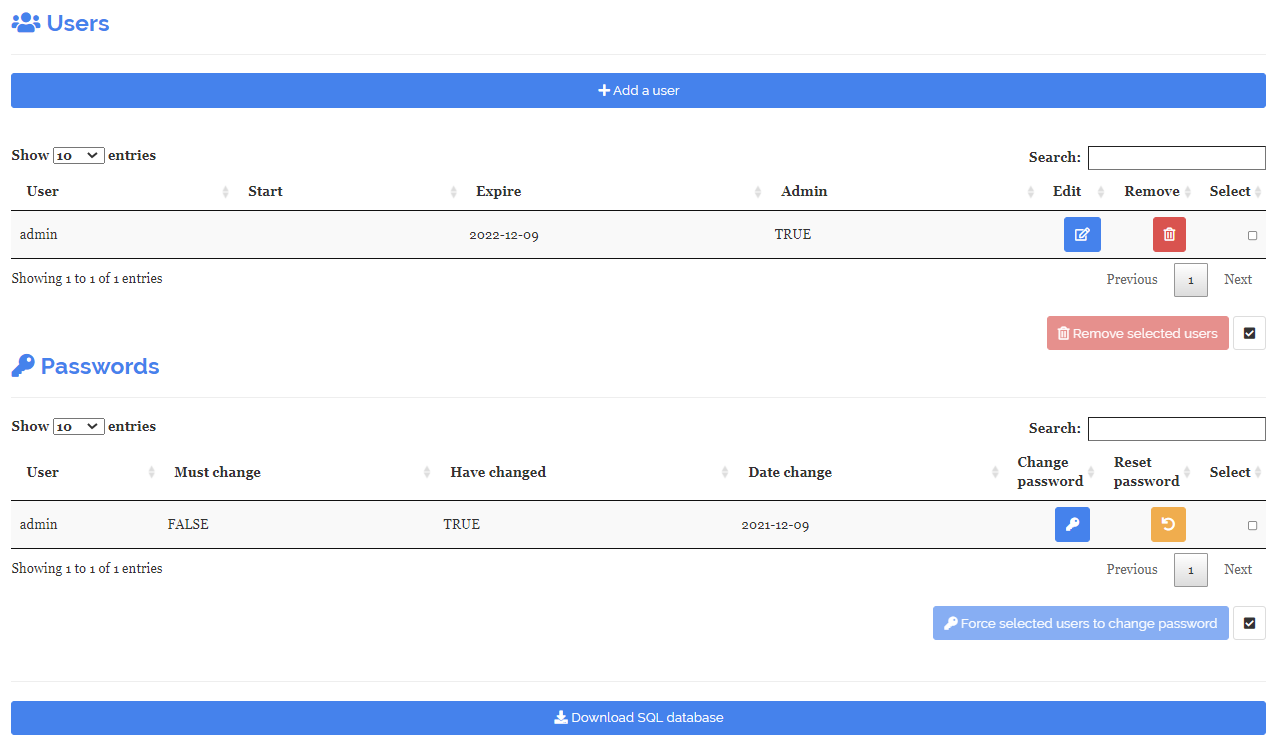 Users
Add a user
Show 10 entries
Search:
User Start Expire Admin Edit Remove Select
admin 2022-12-09 TRUE
Showing 1 to 1 of 1 entries
Previous 1 Next
Remove selected users
Passwords
Show 10 entries
Search:
User Must change Have changed Date change Change password Reset password Select
admin FALSE TRUE 2021-12-09
Showing 1 to 1 of 1 entries
Previous 1 Next
Force selected users to change password
Download SQL database